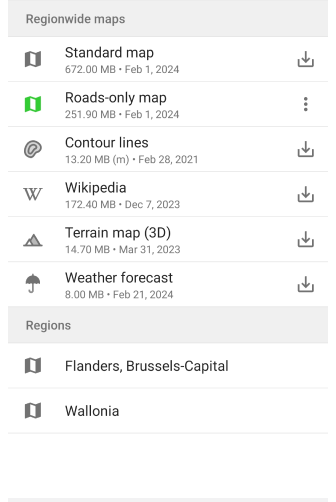 Regionwide maps
Standard map
672.00 MB • Feb 1, 2024
Roads-only map
251.90 MB • Feb 1, 2024
Contour lines
13.20 MB (m) • Feb 28, 2021
W Wikipedia
172.40 MB • Dec 7, 2023
Terrain map (3D)
14.70 MB • Mar 31, 2023
Weather forecast
8.00 MB • Feb 21, 2024
Regions
Flanders, Brussels-Capital
Wallonia